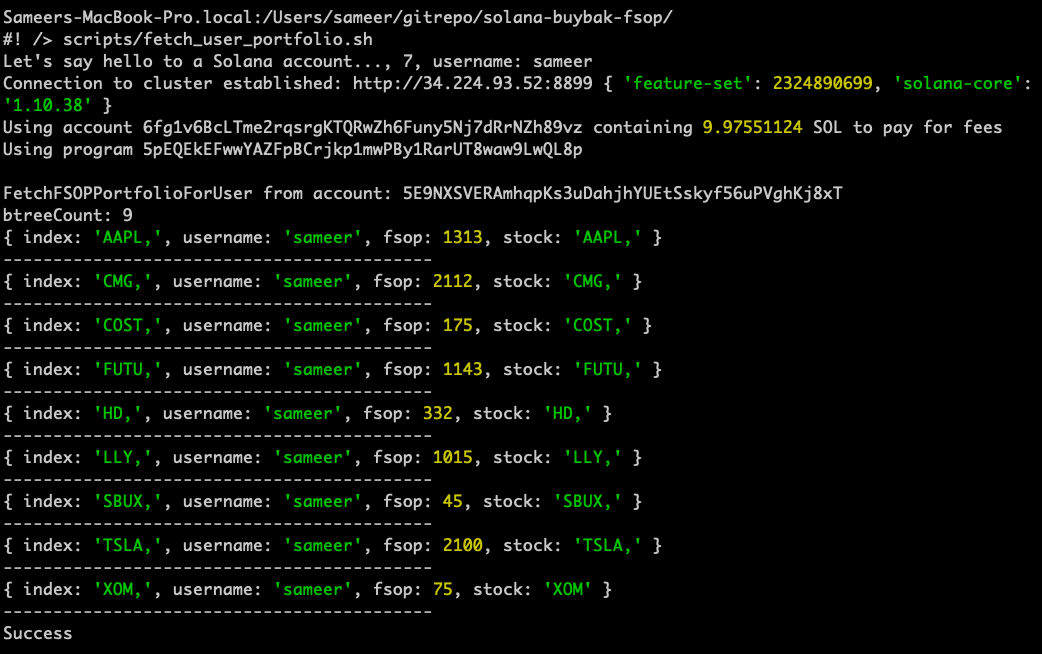 Sameers-MacBook-Pro.local:/Users/sameer/gitrepo/solana-buybak-fsop/
#! /> scripts/fetch_user_portfolio.sh
Let's say hello to a Solana account..., 7, username: sameer
Connection to cluster established: http://34.224.93.52:8899 { 'feature-set': 2324890699, 'solana-core':
'1.10.38' }
Using account 6fg1v6BcLTme2rqsrgKTQRwZh6Funy5Nj7dRrNZh89vz containing 9.97551124 SOL to pay for fees
Using program 5pEQEkEFwwYAZFpBCrjkp1mwPBy1RarUT8waw9LwQL8p

FetchFSOPPortfolioForUser from account: 5E9NXSVERAmhqpKs3uDahjhYUEtSskyf56uPVghKj8xT
btreeCount: 9
{ index: 'AAPL,', username: 'sameer', fsop: 1313, stock: 'AAPL,' }
-------------------------------------------
{ index: 'CMG,', username: 'sameer', fsop: 2112, stock: 'CMG,' }
-------------------------------------------
{ index: 'COST,', username: 'sameer', fsop: 175, stock: 'COST,' }
-------------------------------------------
{ index: 'FUTU,', username: 'sameer', fsop: 1143, stock: 'FUTU,' }
-------------------------------------------
{ index: 'HD,', username: 'sameer', fsop: 332, stock: 'HD,' }
-------------------------------------------
{ index: 'LLY,', username: 'sameer', fsop: 1015, stock: 'LLY,' }
-------------------------------------------
{ index: 'SBUX,', username: 'sameer', fsop: 45, stock: 'SBUX,' }
-------------------------------------------
{ index: 'TSLA,', username: 'sameer', fsop: 2100, stock: 'TSLA,' }
-------------------------------------------
{ index: 'XOM,', username: 'sameer', fsop: 75, stock: 'XOM' }
-------------------------------------------
Success